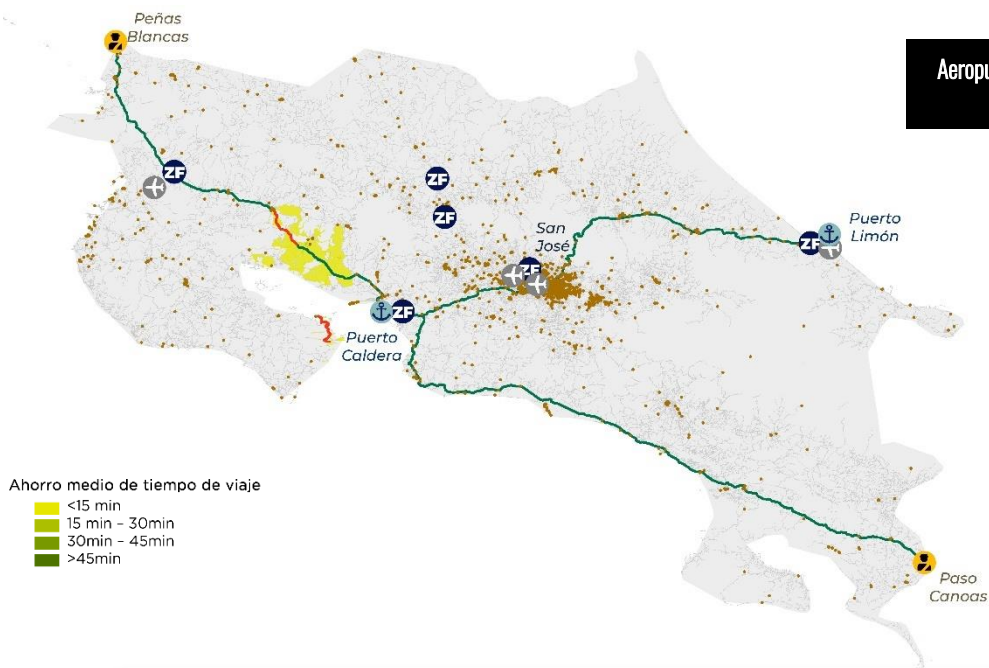 Peñas
Blancas
Aeropu
ZF
ZF
ZF
San
José
Puerto
Limón
ZF
ZF
ZF
Puerto
Caldera
Ahorro medio de tiempo de viaje
<15 min
15 min - 30min
30min - 45min
>45min
Paso
Canoas